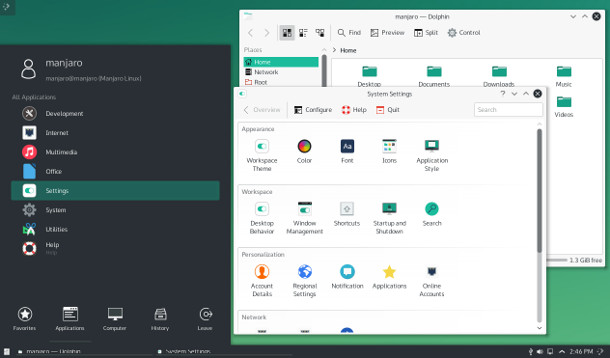 manjaro
manjaro@manjaro (Manjaro Linux)
All Applications
Development
Internet
Multimedia
Office
Settings
System
Utilities
Help
Help
Favorites
Applications
Computer
History
Leave
manjaro — Dolphin
Find
Preview
Split
Control
Places
Home
Network
Root
> Home
Desktop
Documents
Downloads
Music
Videos
1.3 GiB free
System Settings
Overview
Configure
Help
Quit
Search
Appearance
Workspace Theme
Color
Font
Icons
Application Style
Workspace
Desktop Behavior
Window Management
Shortcuts
Startup and Shutdown
Search
Personalization
Account Details
Regional Settings
Notification
Applications
Online Accounts
Network
manjaro — Dolphin
System Settings
2:46 PM